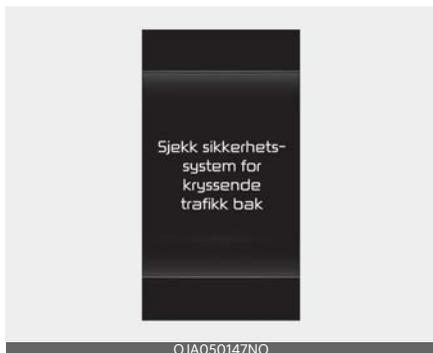 Sjekk sikkerhets-
system for
kryssende
trafikk bak
OJA050147NO